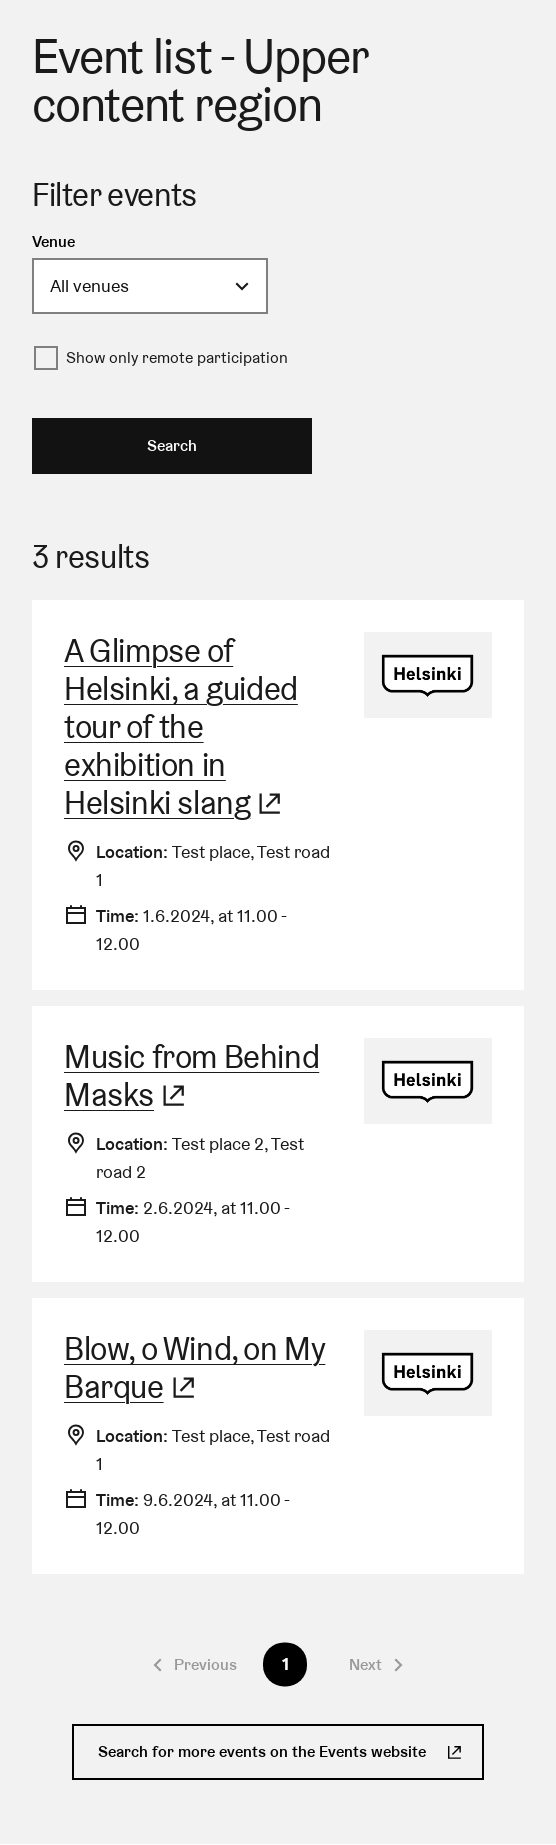 Event list - Upper
content region
Filter events
Venue
All venues
Show only remote participation
Search
3 results
A Glimpse of
Helsinki, a guided
tour of the
exhibition in
Helsinki slang
Helsinki
Location: Test place, Test road
1
Time: 1.6.2024, at 11.00 -
12.00
Music from Behind
Masks
Helsinki
Location: Test place 2, Test
road 2
Time: 2.6.2024, at 11.00 -
12.00
Blow, o Wind, on My
Barque
Helsinki
Location: Test place, Test road
1
Time: 9.6.2024, at 11.00 -
12.00
Previous 1 Next
Search for more events on the Events website